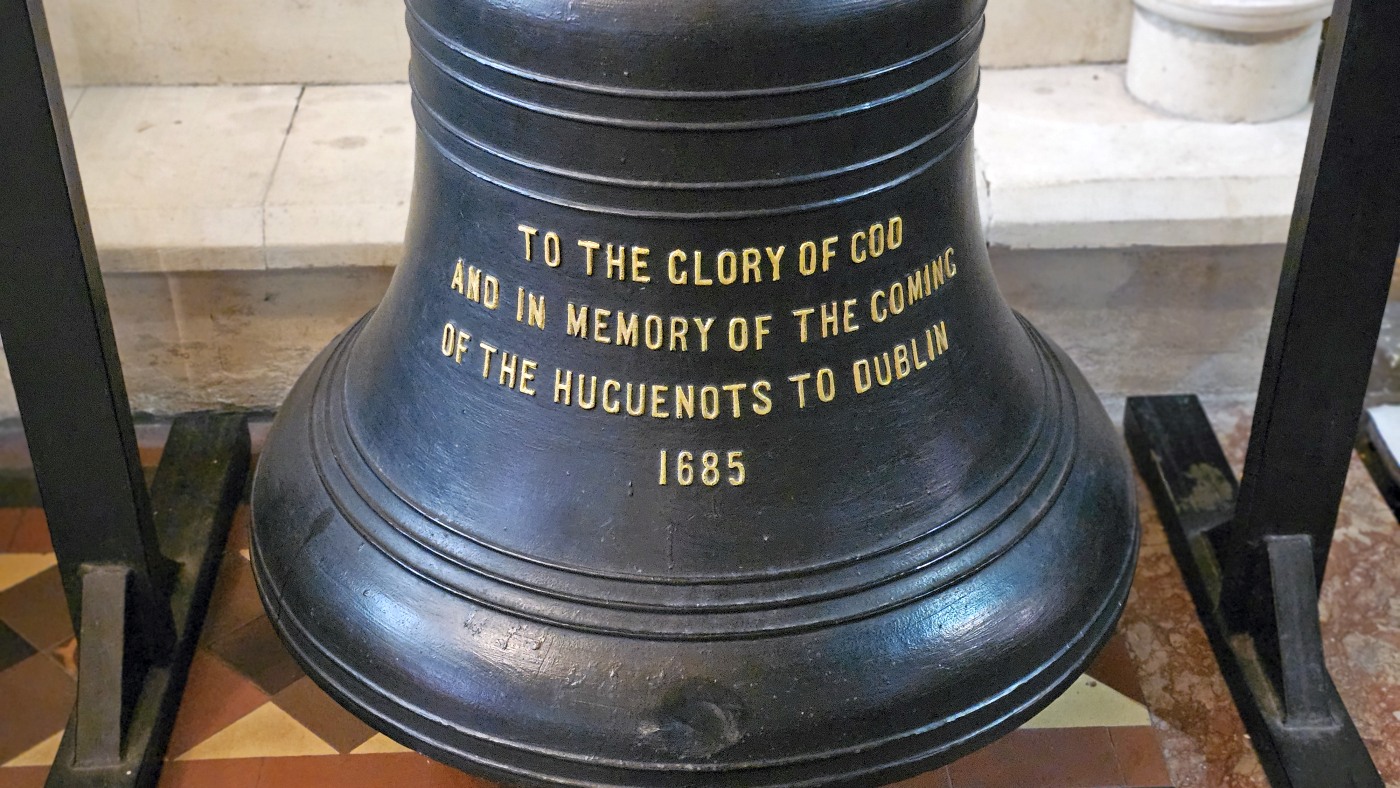 TO THE GLORY OF GOD
AND IN MEMORY OF THE COMING
OF THE HUGUENOTS TO DUBLIN
1685